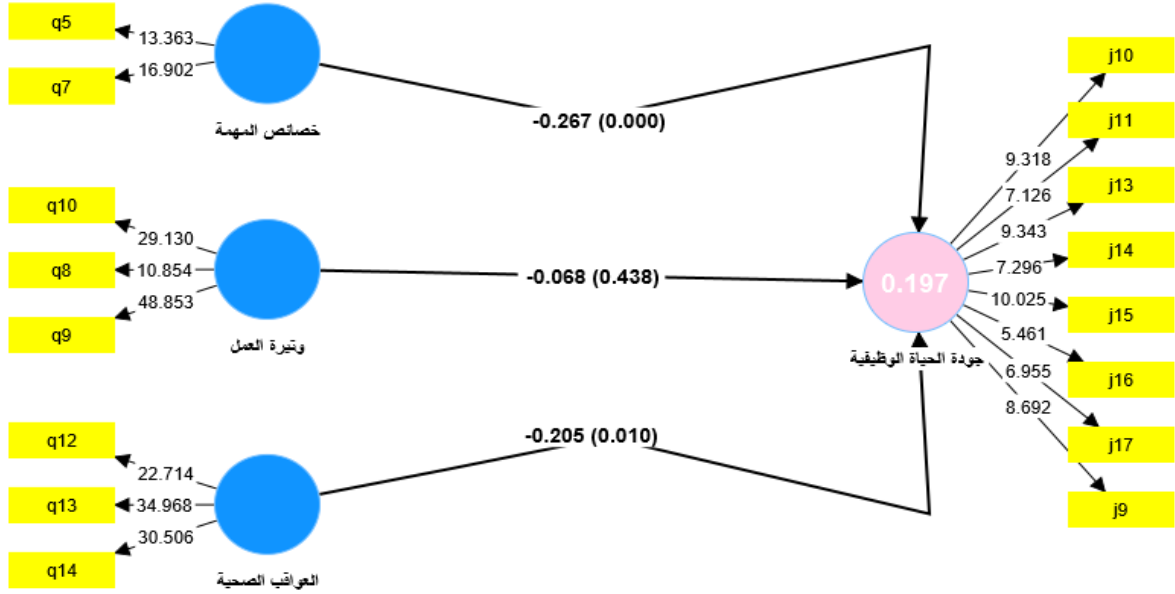 q5
13.363
16.902
q7
خصائص المهمة
-0.267 (0.000)
q10
29.130
q8
10.854
48.853
q9
وتيرة العمل
-0.068 (0.438)
q12
22.714
q13
34.968
30.506
q14
العواقب الصحية
-0.205 (0.010)
0.197
جودة الحياة الوظيفية
j10
9.318
j11
7.126
j13
9.343
j14
7.296
j15
10.025
j16
5.461
j17
6.955
j9
8.692